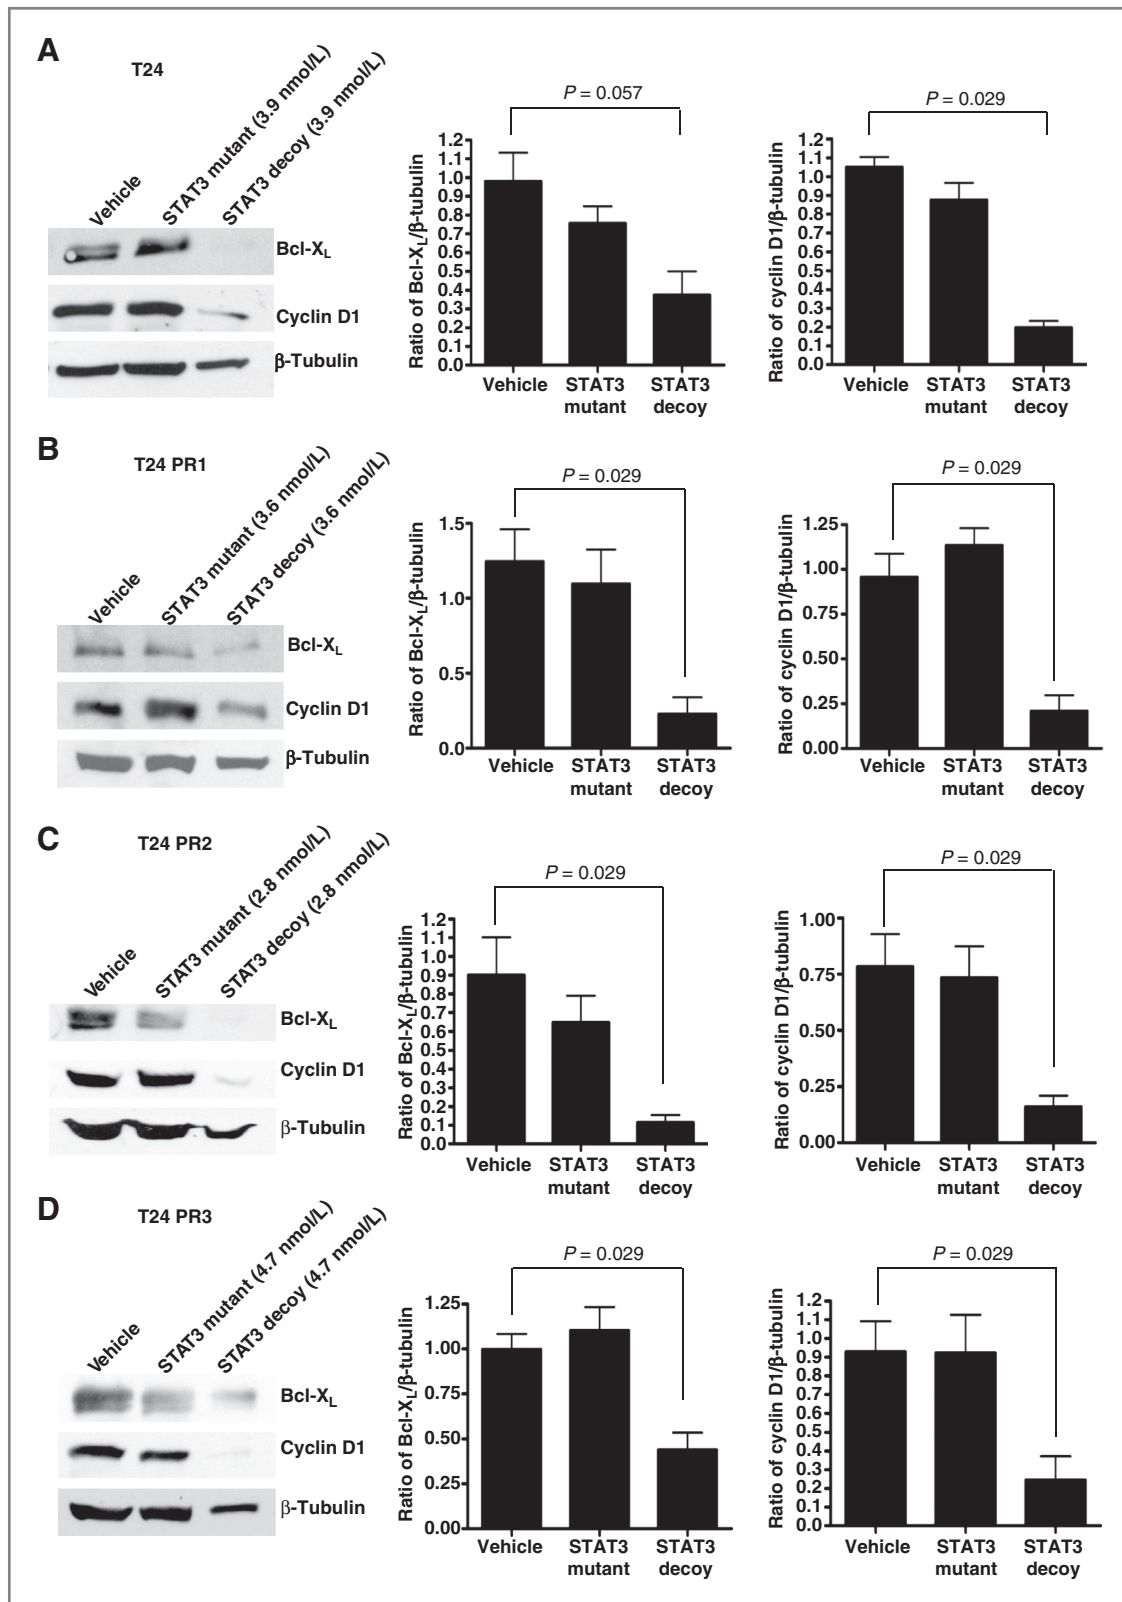 A
T24
Vehicle
STAT3 mutant (3.9 nmol/L)
STAT3 decoy (3.9 nmol/L)
Bcl-XL
Cyclin D1
β-Tubulin
P = 0.057
Ratio of Bcl-XL/β-tubulin
1.2
1.1
1.0
0.9
0.8
0.7
0.6
0.5
0.4
0.3
0.2
0.1
0.0
Vehicle
STAT3 mutant
STAT3 decoy
P = 0.029
Ratio of cyclin D1/β-tubulin
1.2
1.1
1.0
0.9
0.8
0.7
0.6
0.5
0.4
0.3
0.2
0.1
0.0
Vehicle
STAT3 mutant
STAT3 decoy
B
T24 PR1
Vehicle
STAT3 mutant (3.6 nmol/L)
STAT3 decoy (3.6 nmol/L)
Bcl-XL
Cyclin D1
β-Tubulin
P = 0.029
Ratio of Bcl-XL/β-tubulin
1.5
1.0
0.5
0.0
Vehicle
STAT3 mutant
STAT3 decoy
P = 0.029
Ratio of cyclin D1/β-tubulin
1.25
1.00
0.75
0.50
0.25
0.00
Vehicle
STAT3 mutant
STAT3 decoy
C
T24 PR2
Vehicle
STAT3 mutant (2.8 nmol/L)
STAT3 decoy (2.8 nmol/L)
Bcl-XL
Cyclin D1
β-Tubulin
P = 0.029
Ratio of Bcl-XL/β-tubulin
1.2
1.1
1.0
0.9
0.8
0.7
0.6
0.5
0.4
0.3
0.2
0.1
0.0
Vehicle
STAT3 mutant
STAT3 decoy
P = 0.029
Ratio of cyclin D1/β-tubulin
1.00
0.75
0.50
0.25
0.00
Vehicle
STAT3 mutant
STAT3 decoy
D
T24 PR3
Vehicle
STAT3 mutant (4.7 nmol/L)
STAT3 decoy (4.7 nmol/L)
Bcl-XL
Cyclin D1
β-Tubulin
P = 0.029
Ratio of Bcl-XL/β-tubulin
1.25
1.00
0.75
0.50
0.25
0.00
Vehicle
STAT3 mutant
STAT3 decoy
P = 0.029
Ratio of cyclin D1/β-tubulin
1.2
1.1
1.0
0.9
0.8
0.7
0.6
0.5
0.4
0.3
0.2
0.1
0.0
Vehicle
STAT3 mutant
STAT3 decoy